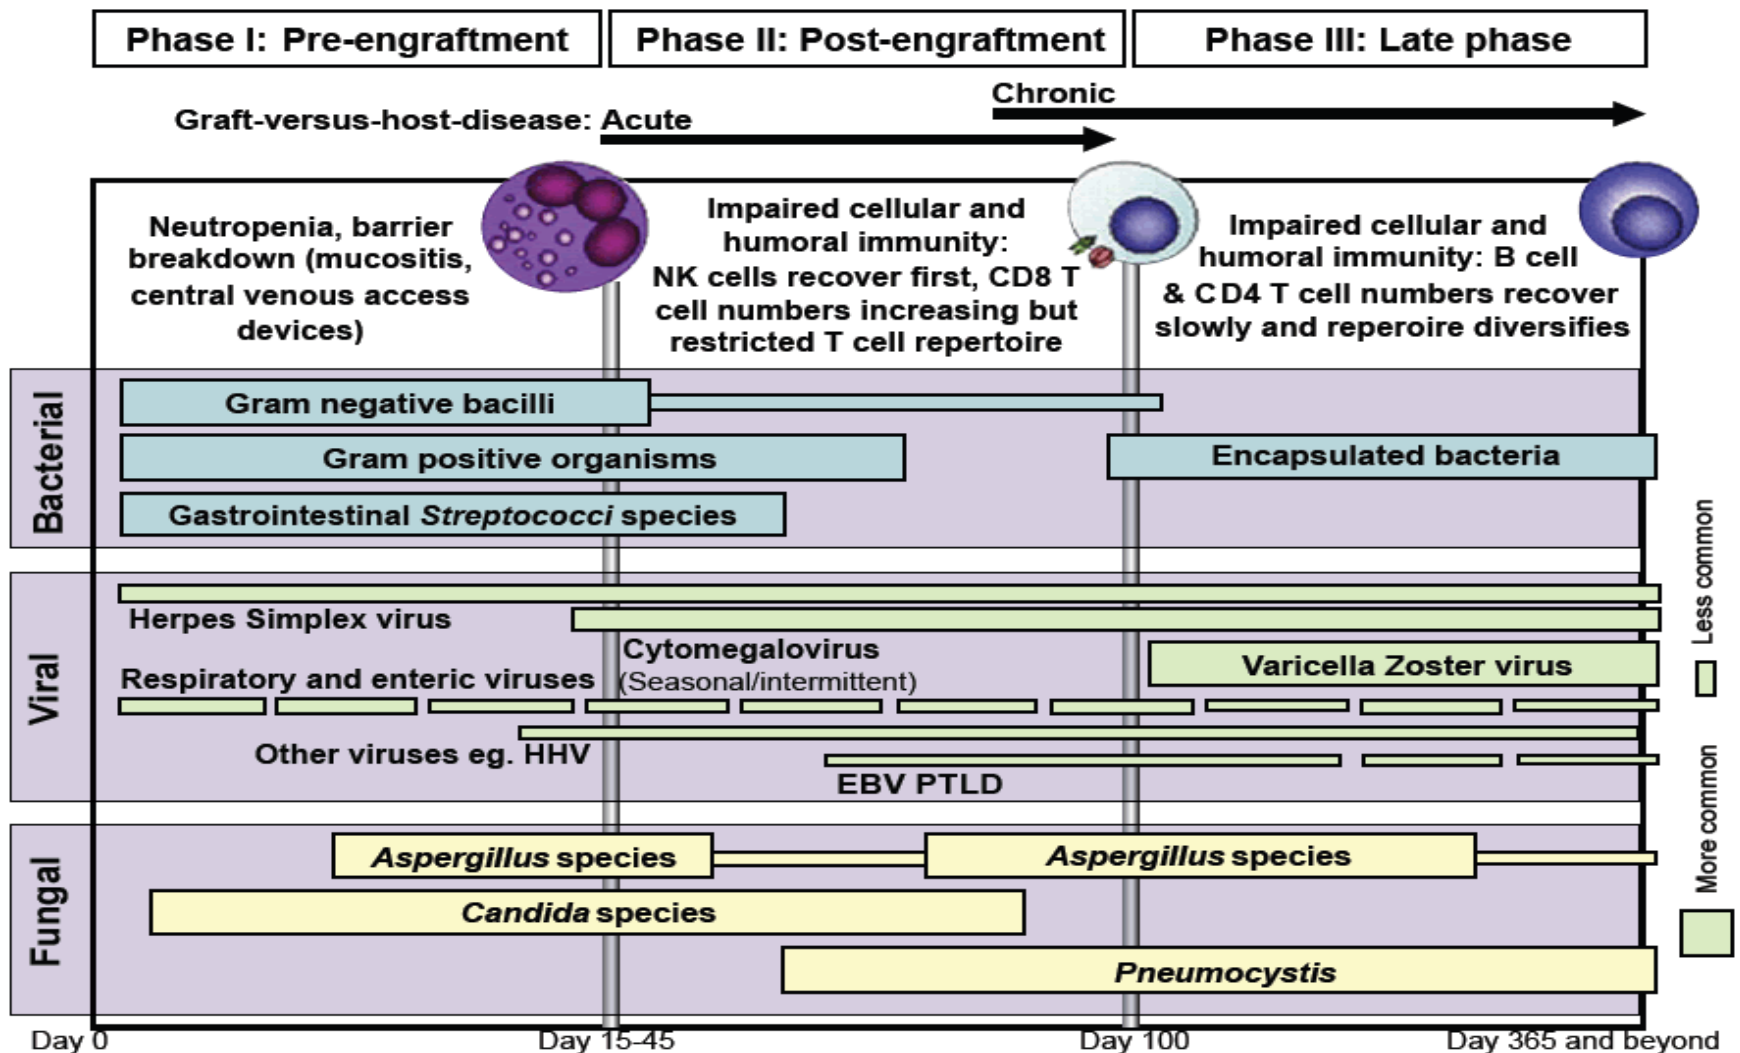 Phase I: Pre-engraftment
Phase II: Post-engraftment
Phase III: Late phase
Chronic
Graft-versus-host-disease: Acute
Neutropenia, barrier
breakdown (mucositis,
central venous access
devices)
Impaired cellular and
humoral immunity:
NK cells recover first, CD8 T
cell numbers increasing but
restricted T cell repertoire
Impaired cellular and
humoral immunity: B cell
& CD4 T cell numbers recover
slowly and reperoire diversifies
Bacterial
Gram negative bacilli
Gram positive organisms
Encapsulated bacteria
Gastrointestinal Streptococci species
Viral
Herpes Simplex virus
Cytomegalovirus
Varicella Zoster virus
Respiratory and enteric viruses
(Seasonal/intermittent)
Other viruses eg. HHV
EBV PTLD
Fungal
Aspergillus species
Aspergillus species
Candida species
Pneumocystis
Less common
More common
Day 0
Day 15-45
Day 100
Day 365 and beyond